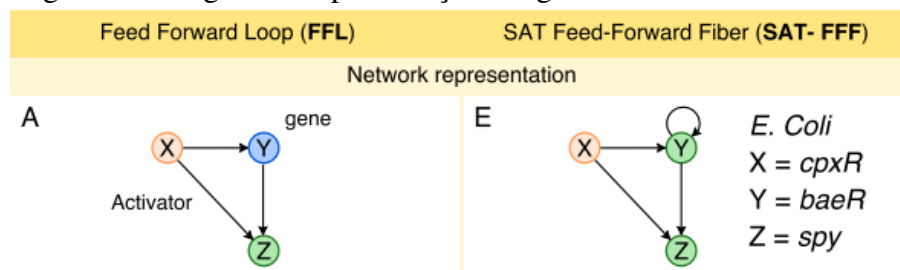 Feed Forward Loop (FFL)
SAT Feed-Forward Fiber (SAT- FFF)
Network representation
A
gene
X
Y
Activator
Z
E
X
Y
Z
E. Coli
X = cpxR
Y = baeR
Z = spy